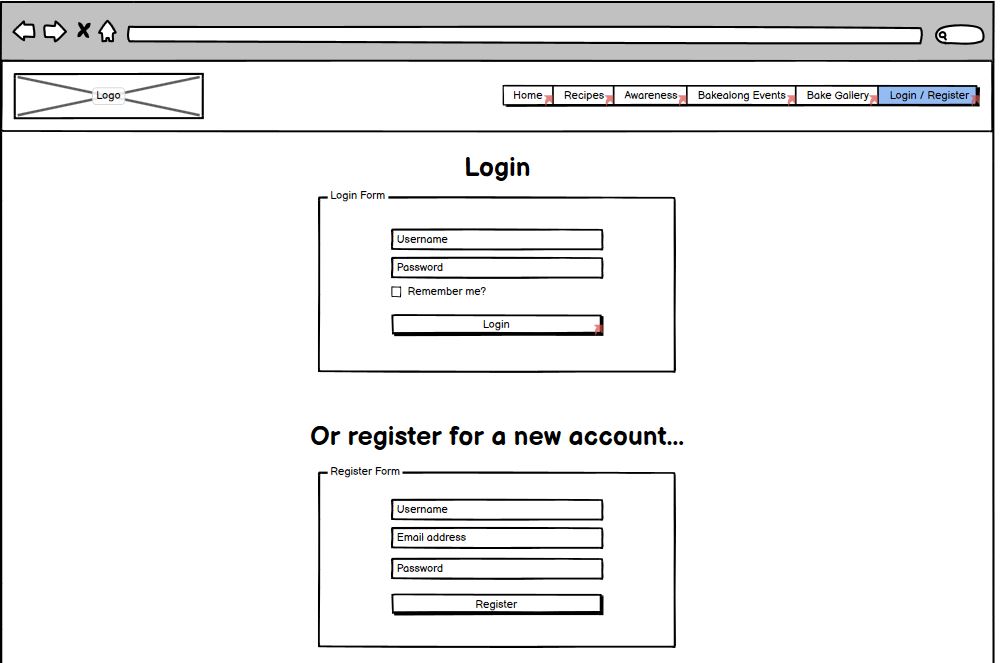 Logo
Home Recipes Awareness Bakealong Events Bake Gallery Login / Register
Login
Login Form
Username
Password
Remember me?
Login
Or register for a new account...
Register Form
Username
Email address
Password
Register